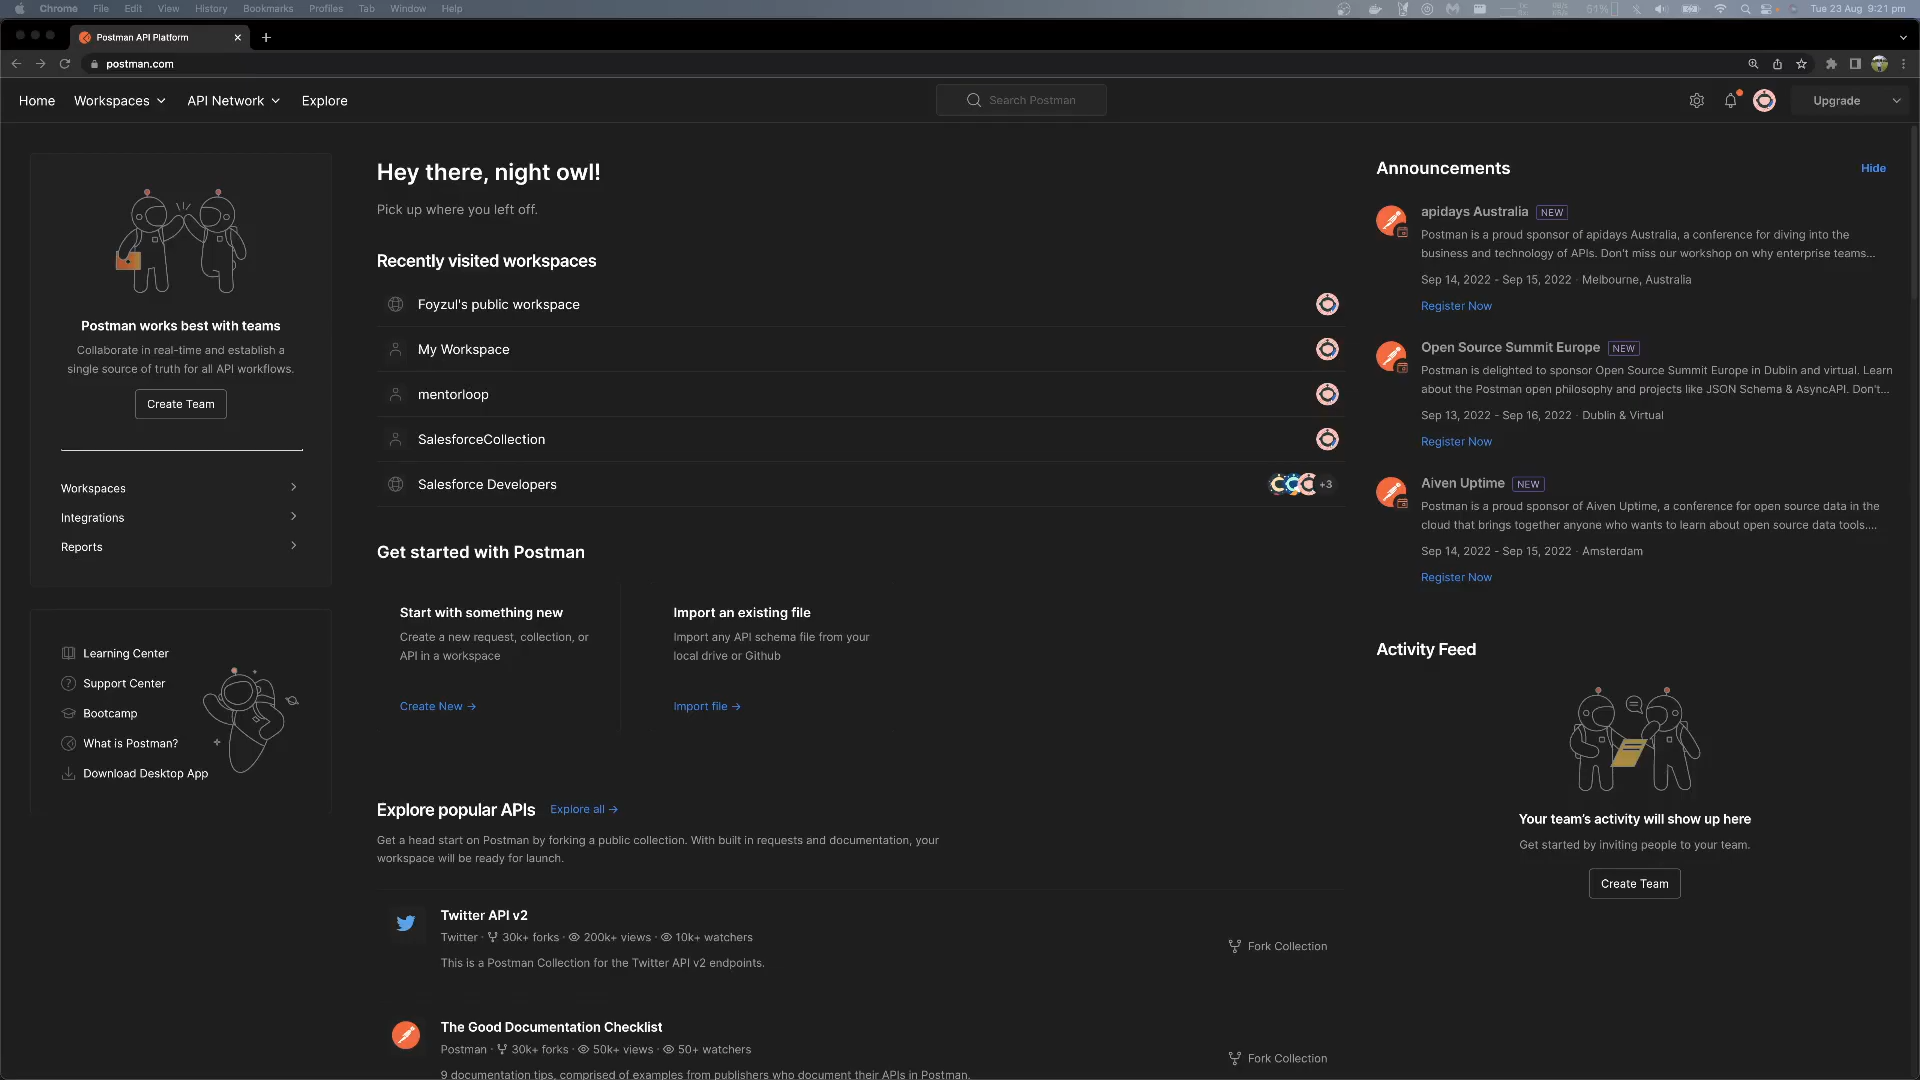 Chrome File Edit View History Bookmarks Profiles Tab Window Help
51% Tue 23 Aug 9:21 pm
Postman API Platform
postman.com
Home Workspaces API Network Explore
Search Postman
Upgrade
Postman works best with teams
Collaborate in real-time and establish a
single source of truth for all API workflows.
Create Team
Workspaces
Integrations
Reports
Learning Center
Support Center
Bootcamp
What is Postman?
Download Desktop App
Hey there, night owl!
Pick up where you left off.
Recently visited workspaces
Foyzul's public workspace
My Workspace
mentorloop
SalesforceCollection
Salesforce Developers +3
Get started with Postman
Start with something new
Create a new request, collection, or
API in a workspace
Create New →
Import an existing file
Import any API schema file from your
local drive or Github
Import file →
Explore popular APIs Explore all →
Get a head start on Postman by forking a public collection. With built in requests and documentation, your
workspace will be ready for launch.
Twitter API v2
Twitter · 30k+ forks · 200k+ views · 10k+ watchers
This is a Postman Collection for the Twitter API v2 endpoints.
Fork Collection
The Good Documentation Checklist
Postman · 30k+ forks · 50k+ views · 50+ watchers
9 documentation tips, comprised of examples from publishers who document their APIs in Postman.
Fork Collection
Announcements Hide
apidays Australia NEW
Postman is a proud sponsor of apidays Australia, a conference for diving into the
business and technology of APIs. Don't miss our workshop on why enterprise teams...
Sep 14, 2022 - Sep 15, 2022 · Melbourne, Australia
Register Now
Open Source Summit Europe NEW
Postman is delighted to sponsor Open Source Summit Europe in Dublin and virtual. Learn
about the Postman open philosophy and projects like JSON Schema & AsyncAPI. Don't...
Sep 13, 2022 - Sep 16, 2022 · Dublin & Virtual
Register Now
Aiven Uptime NEW
Postman is a proud sponsor of Aiven Uptime, a conference for open source data in the
cloud that brings together anyone who wants to learn about open source data tools....
Sep 14, 2022 - Sep 15, 2022 · Amsterdam
Register Now
Activity Feed
Your team's activity will show up here
Get started by inviting people to your team.
Create Team